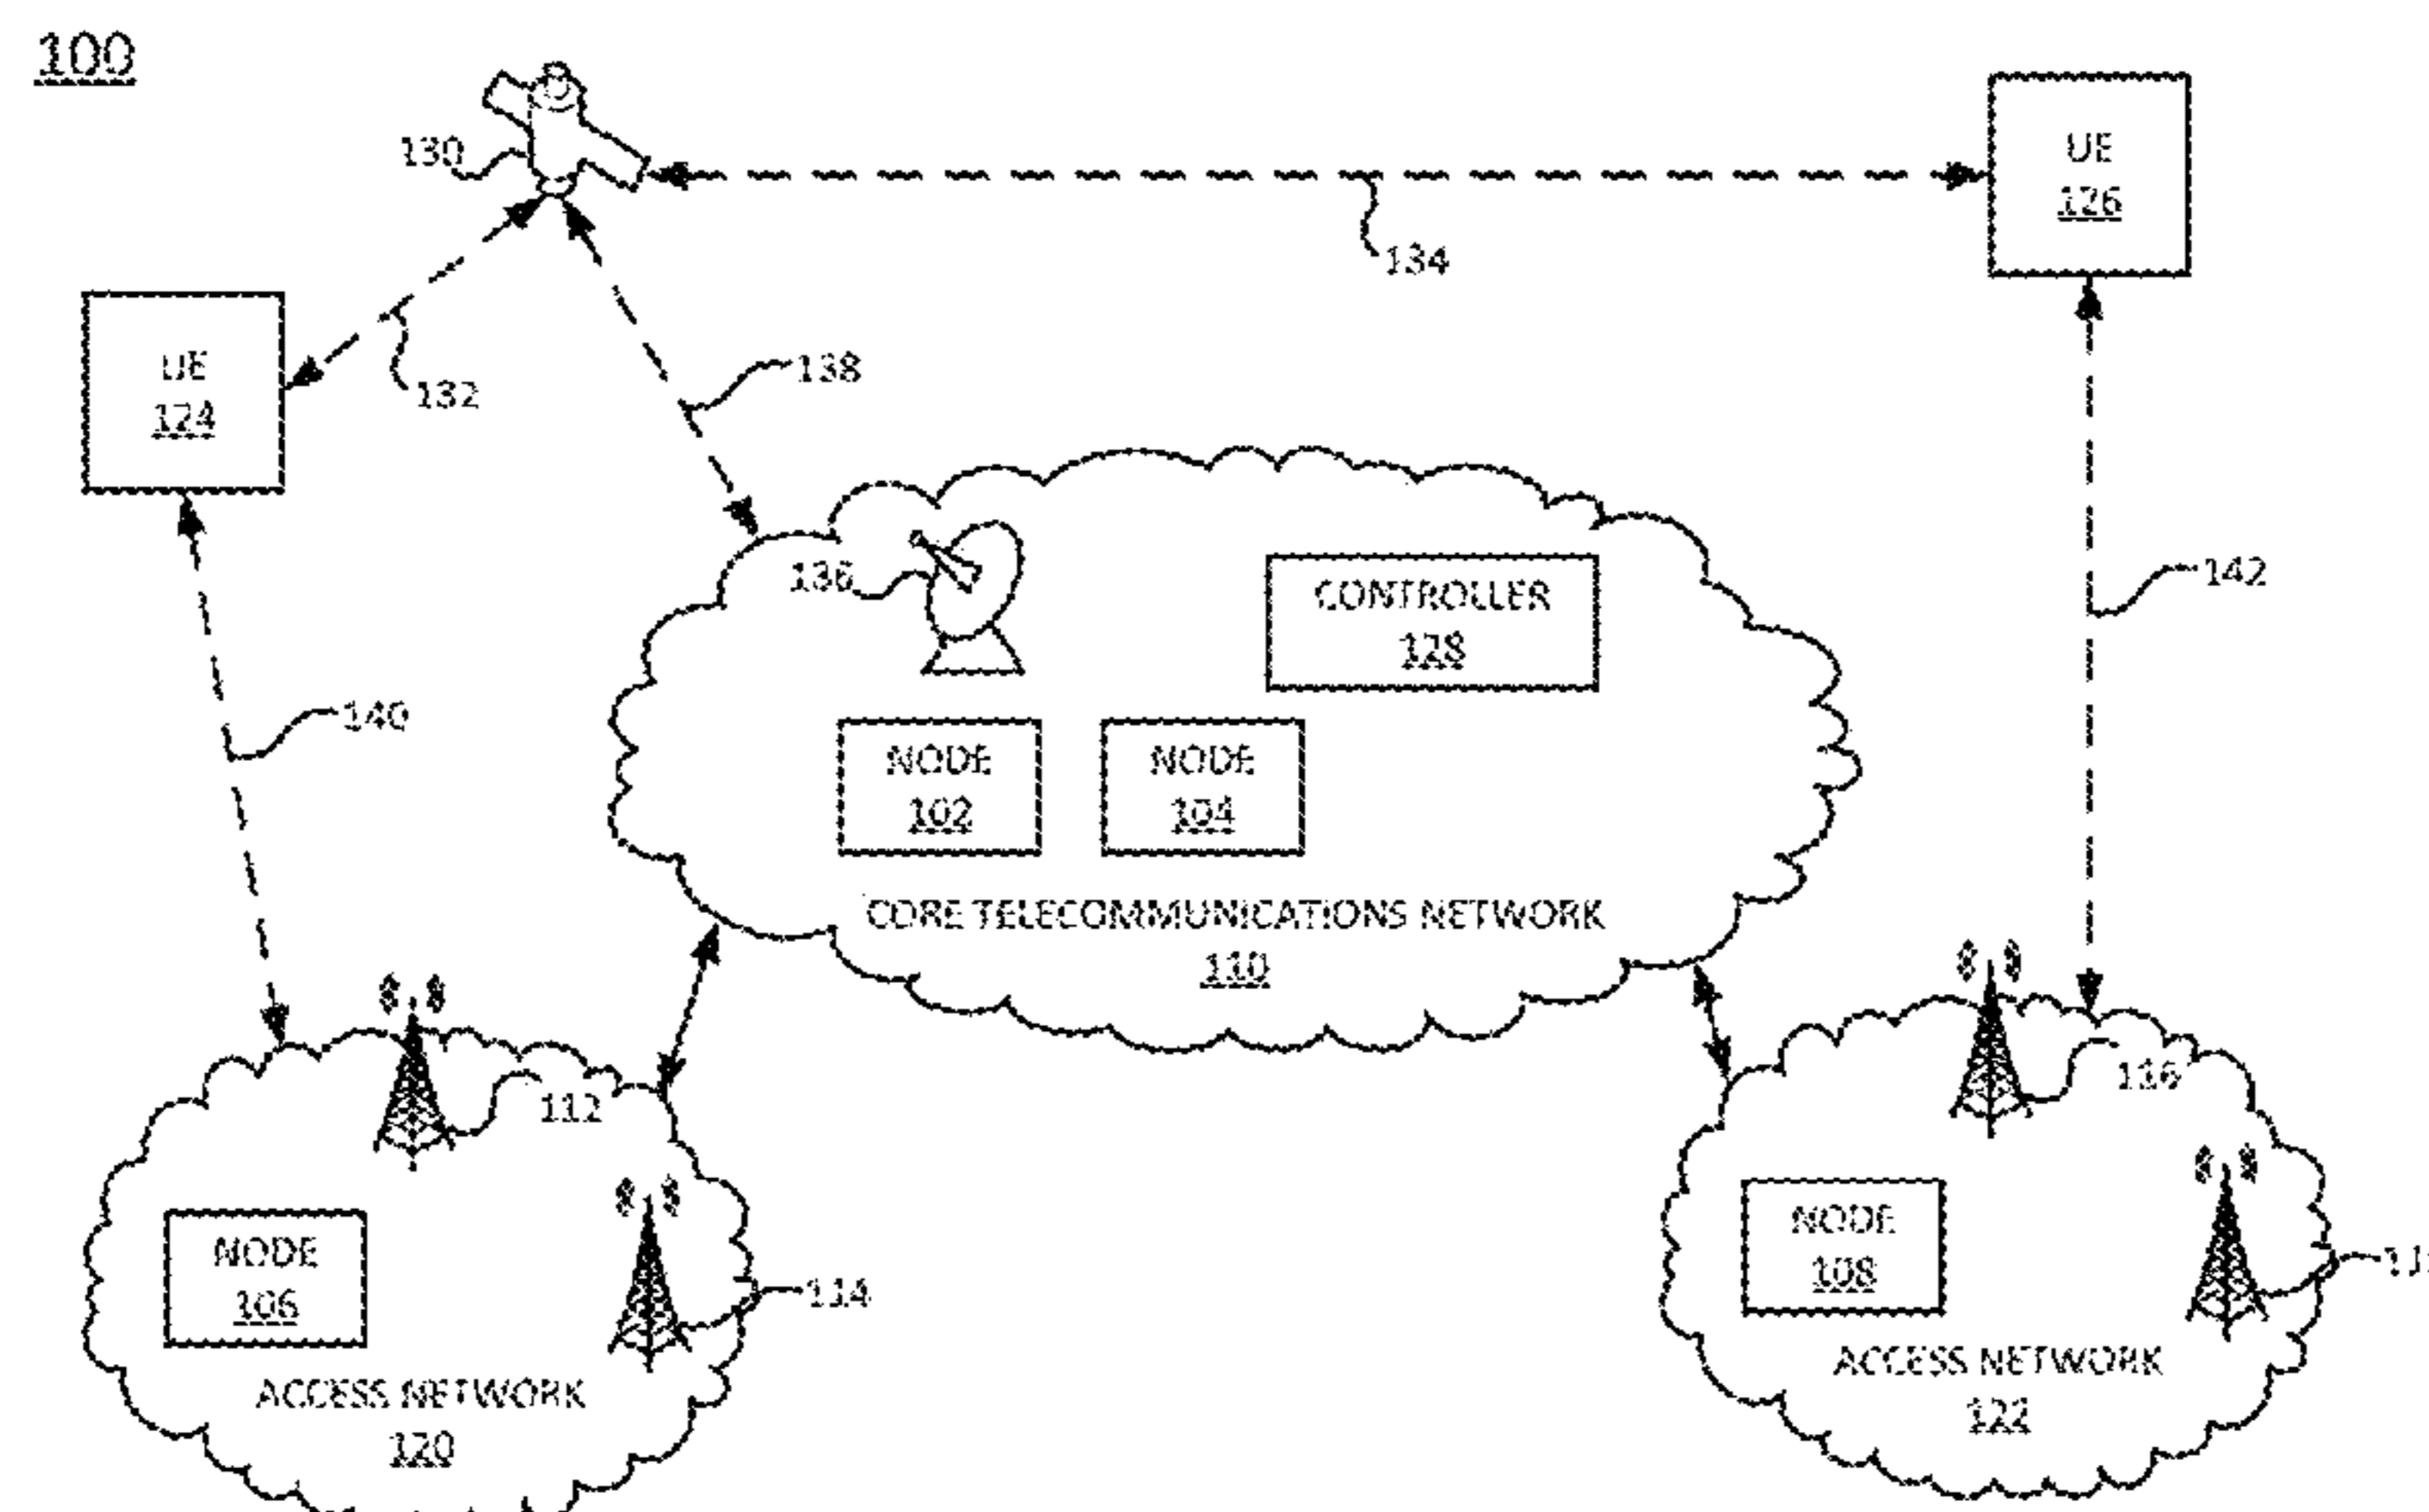 100
130
UE
126
134
UE
124
132
138
136
CONTROLLER
128
142
140
NODE
102
NODE
104
CORE TELECOMMUNICATIONS NETWORK
110
112
116
NODE
106
114
NODE
108
ACCESS NETWORK
120
ACCESS NETWORK
122